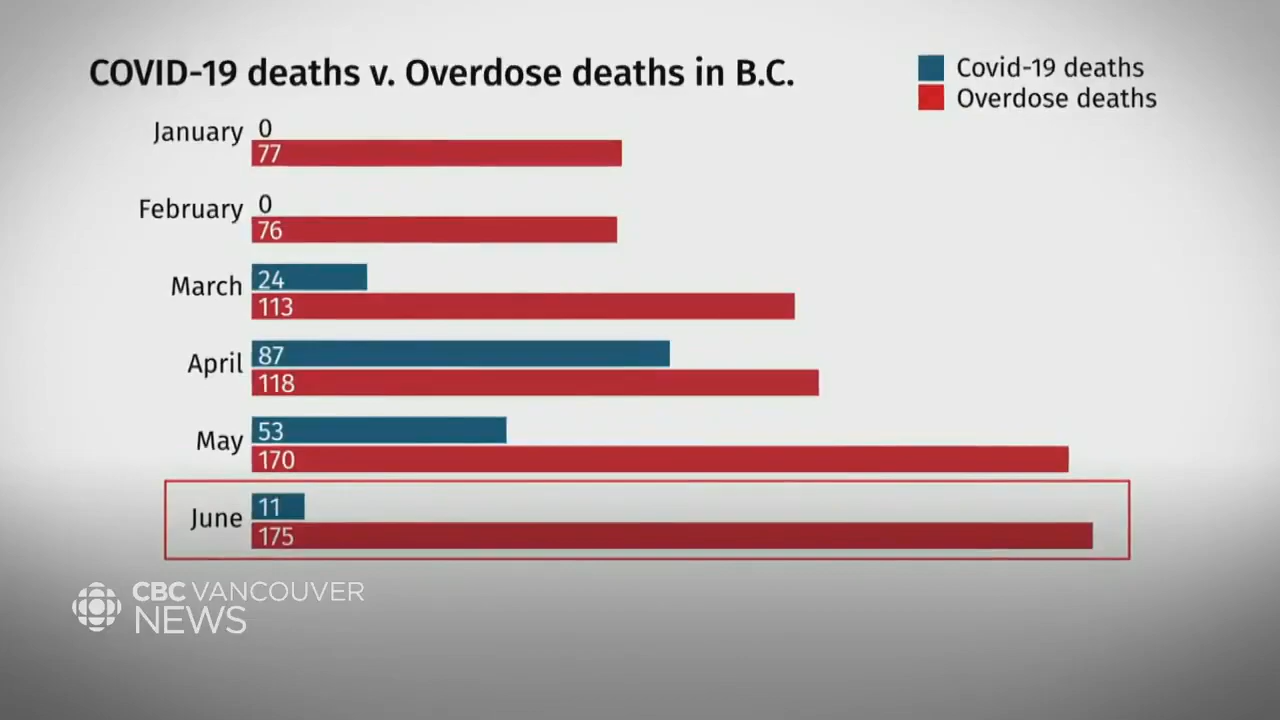 COVID-19 deaths v. Overdose deaths in B.C.
Covid-19 deaths
Overdose deaths
January
0
77
February
0
76
March
24
113
April
87
118
May
53
170
June
11
175
CBC VANCOUVER
NEWS